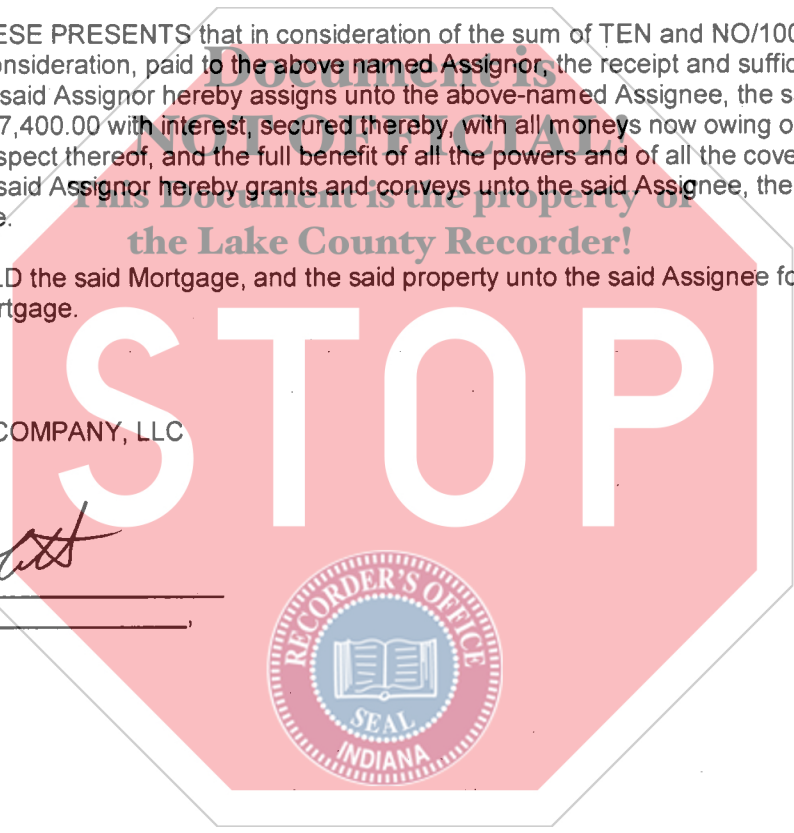 ESE PRESENTS that in consideration of the sum of TEN and NO/100
onsideration, paid to the above named Assignor, the receipt and suffic
said Assignor hereby assigns unto the above-named Assignee, the s
7,400.00 with interest, secured thereby, with all moneys now owing o
spect thereof, and the full benefit of all the powers and of all the cove
said Assignor hereby grants and conveys unto the said Assignee, the
e.
LD the said Mortgage, and the said property unto the said Assignee fo
rtgage.
COMPANY, LLC
Document is
NOT OFFICIAL!
This Document is the property of
the Lake County Recorder!
STOP
RECORDER'S OFFICE
SEAL
INDIANA